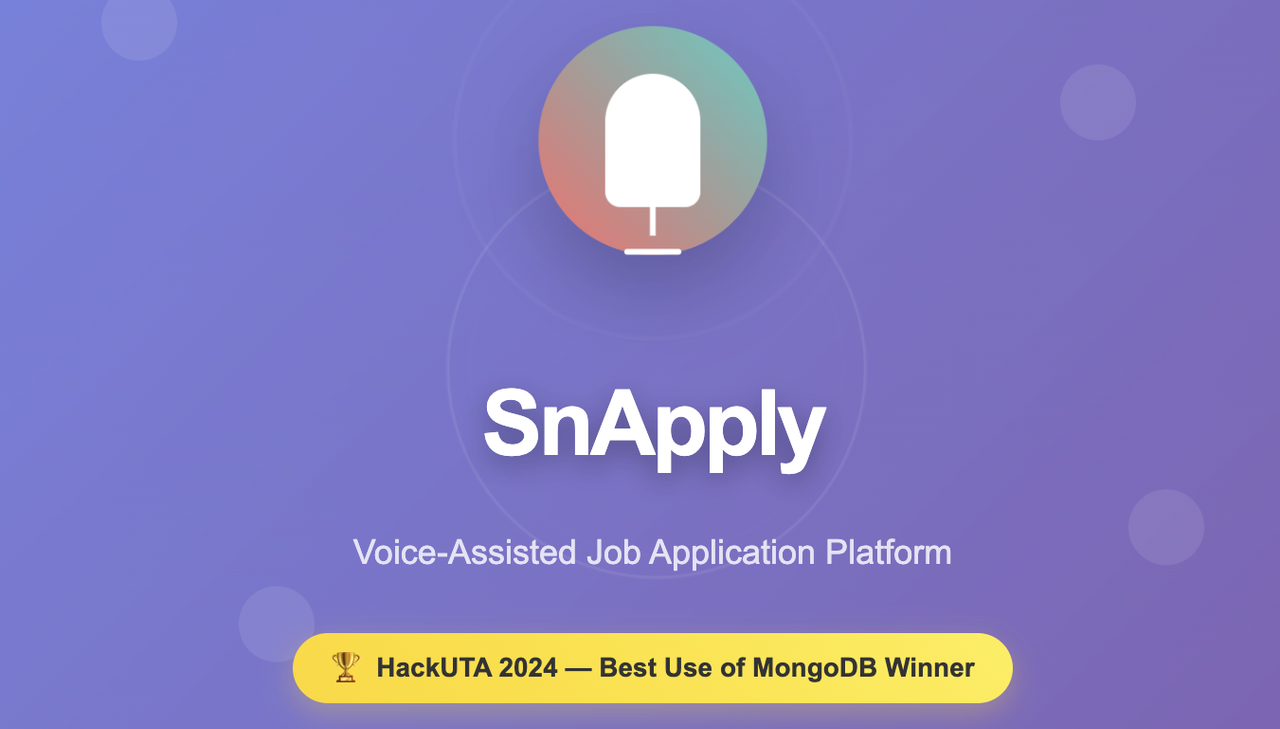 SnApply
Voice-Assisted Job Application Platform
🏆 HackUTA 2024 — Best Use of MongoDB Winner